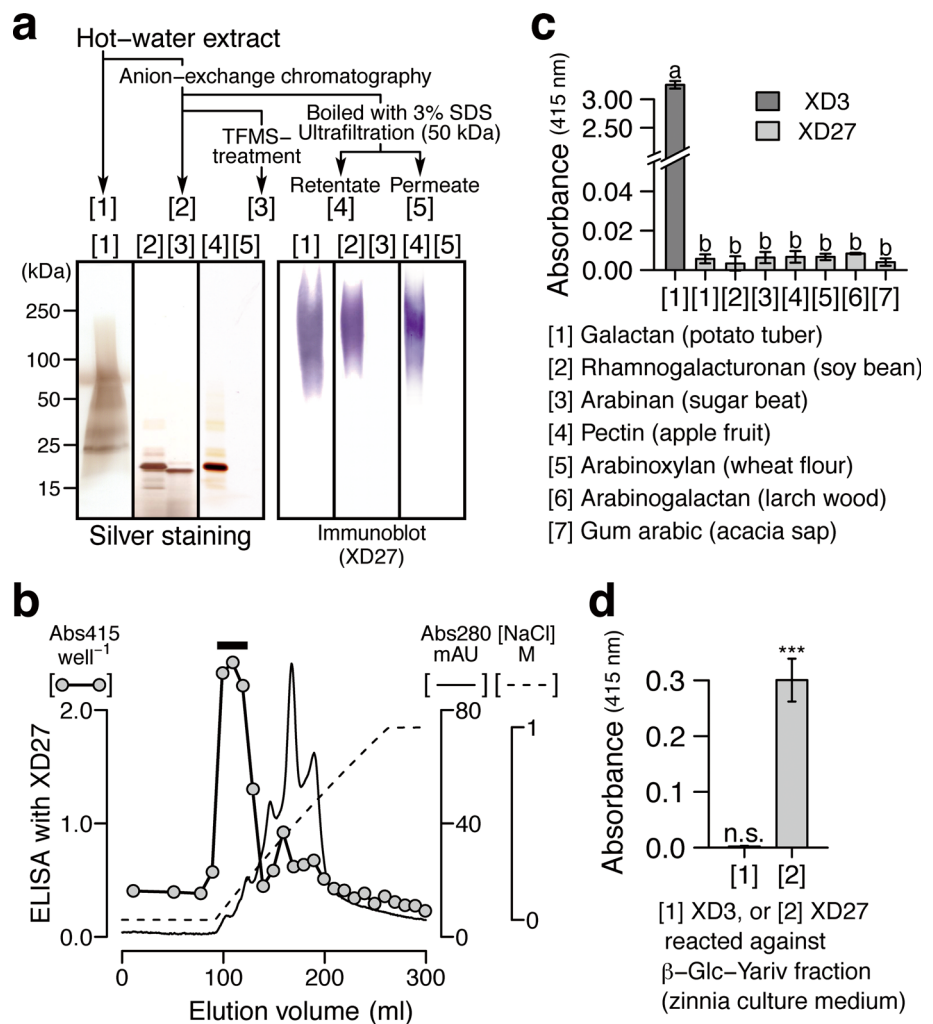 a
Hot−water extract
Anion−exchange chromatography
Boiled with 3% SDS
Ultrafiltration (50 kDa)
TFMS−
treatment
Retentate Permeate
[1] [2] [3] [4] [5]
[1] [2] [3] [4] [5] [1] [2] [3] [4] [5]
(kDa)
250
100
50
25
15
Silver staining
Immunoblot
(XD27)
c
Absorbance (415 nm)
3.00
2.50
0.04
0.02
0.00
a
b b b b b b b
XD3
XD27
[1] [1] [2] [3] [4] [5] [6] [7]
[1] Galactan (potato tuber)
[2] Rhamnogalacturonan (soy bean)
[3] Arabinan (sugar beat)
[4] Pectin (apple fruit)
[5] Arabinoxylan (wheat flour)
[6] Arabinogalactan (larch wood)
[7] Gum arabic (acacia sap)
b
Abs415
well−1
[ ]
Abs280
mAU
[ ]
[NaCl]
M
[ ]
ELISA with XD27
2.0
1.0
0.0
80
40
0
1
0
0 100 200 300
Elution volume (ml)
d
Absorbance (415 nm)
0.3
0.2
0.1
0.0
n.s.
***
[1] [2]
[1] XD3, or [2] XD27
reacted against
β−Glc−Yariv fraction
(zinnia culture medium)